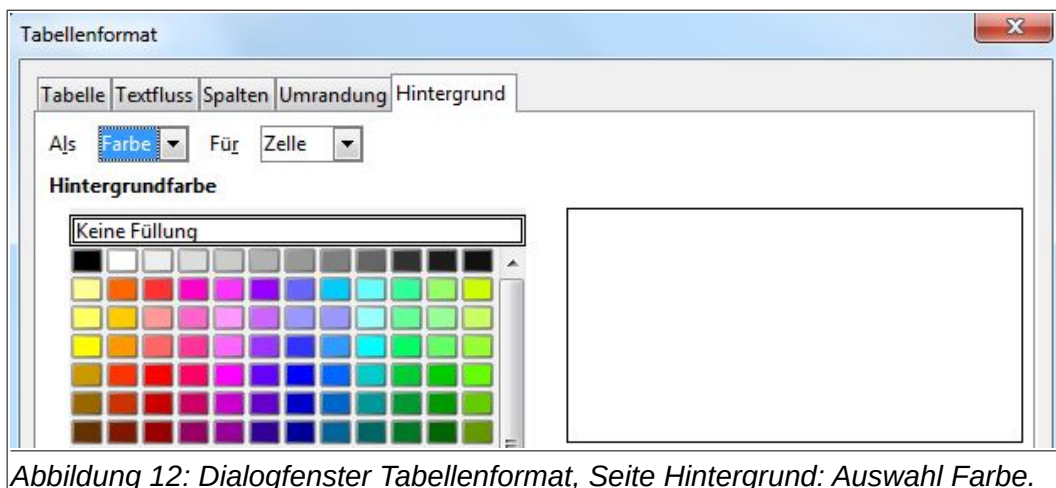 Tabellenformat
Tabelle Textfluss Spalten Umrandung Hintergrund
Als Farbe Für Zelle
Hintergrundfarbe
Keine Füllung
Abbildung 12: Dialogfenster Tabellenformat, Seite Hintergrund: Auswahl Farbe.